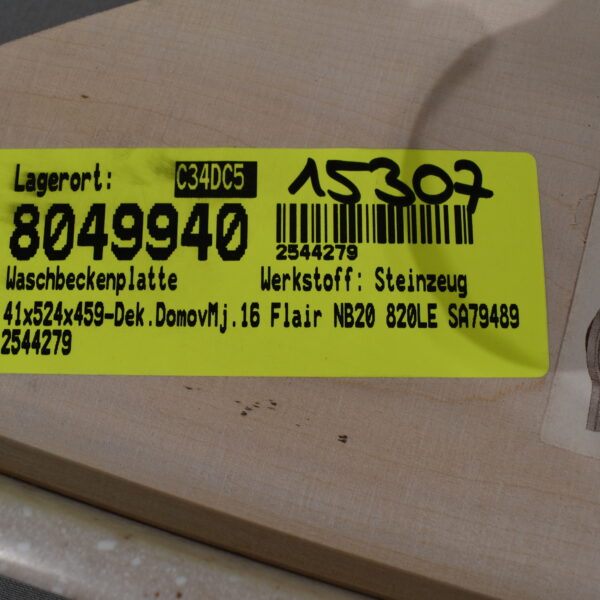 Lagerort: C34DC5 15307
8049940
2544279
Waschbeckenplatte Werkstoff: Steinzeug
41x524x459-Dek.DomovMj.16 Flair NB20 820LE SA79489
2544279